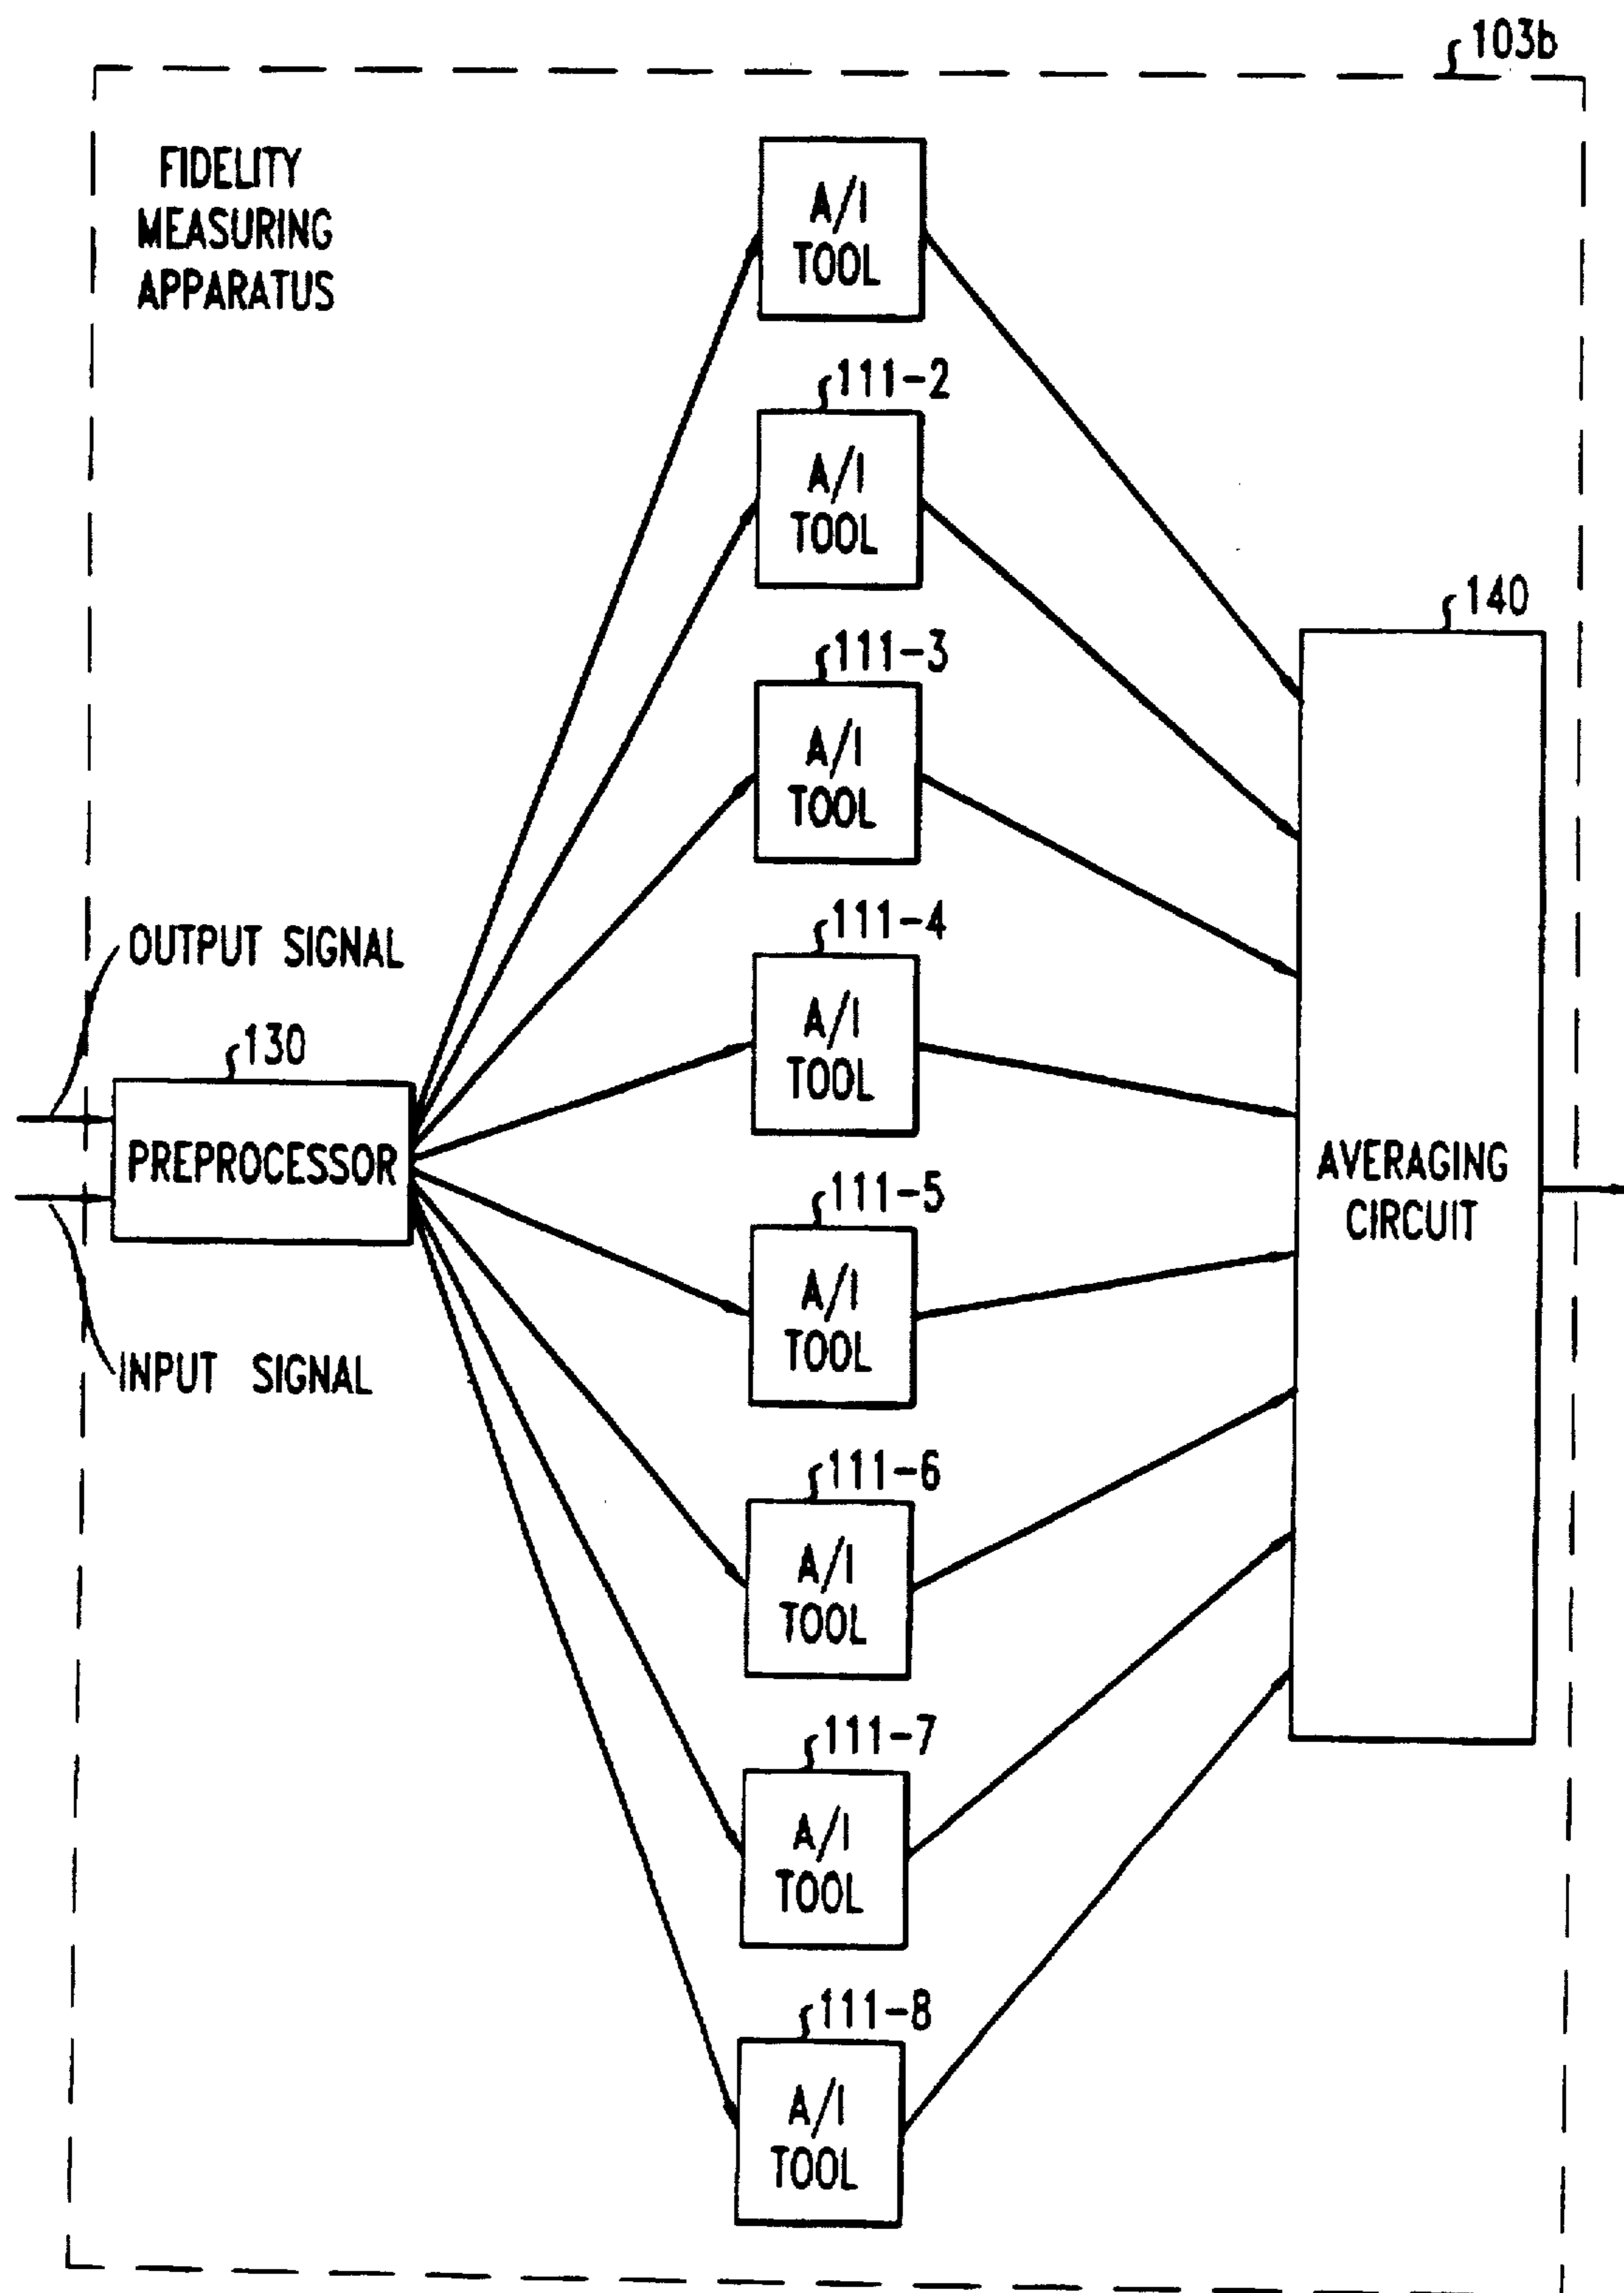 103b
FIDELITY
MEASURING
APPARATUS
A/I
TOOL
111-2
A/I
TOOL
111-3
A/I
TOOL
111-4
A/I
TOOL
111-5
A/I
TOOL
111-6
A/I
TOOL
111-7
A/I
TOOL
111-8
A/I
TOOL
OUTPUT SIGNAL
130
PREPROCESSOR
INPUT SIGNAL
140
AVERAGING
CIRCUIT